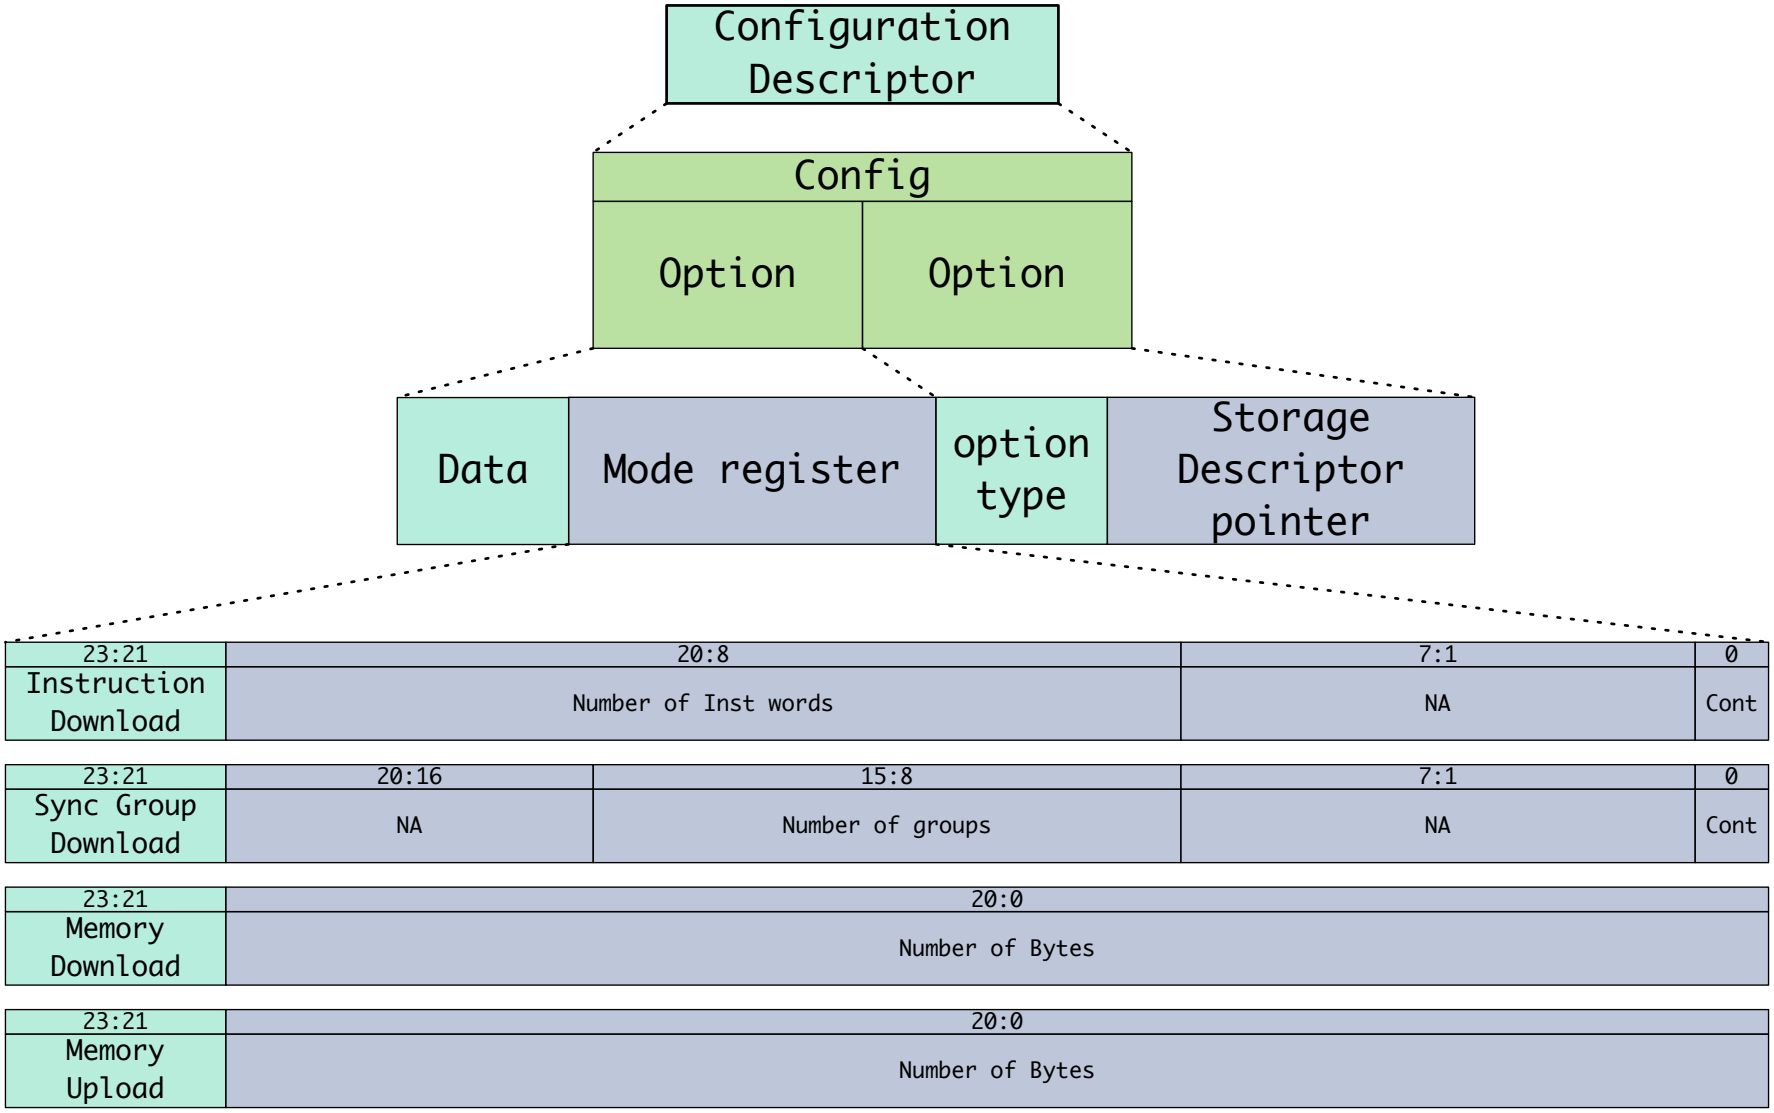 Configuration
Descriptor
Config
Option Option
Data Mode register option type Storage Descriptor pointer
23:21 20:8 7:1 0
Instruction Download Number of Inst words NA Cont
23:21 20:16 15:8 7:1 0
Sync Group Download NA Number of groups NA Cont
23:21 20:0
Memory Download Number of Bytes
23:21 20:0
Memory Upload Number of Bytes